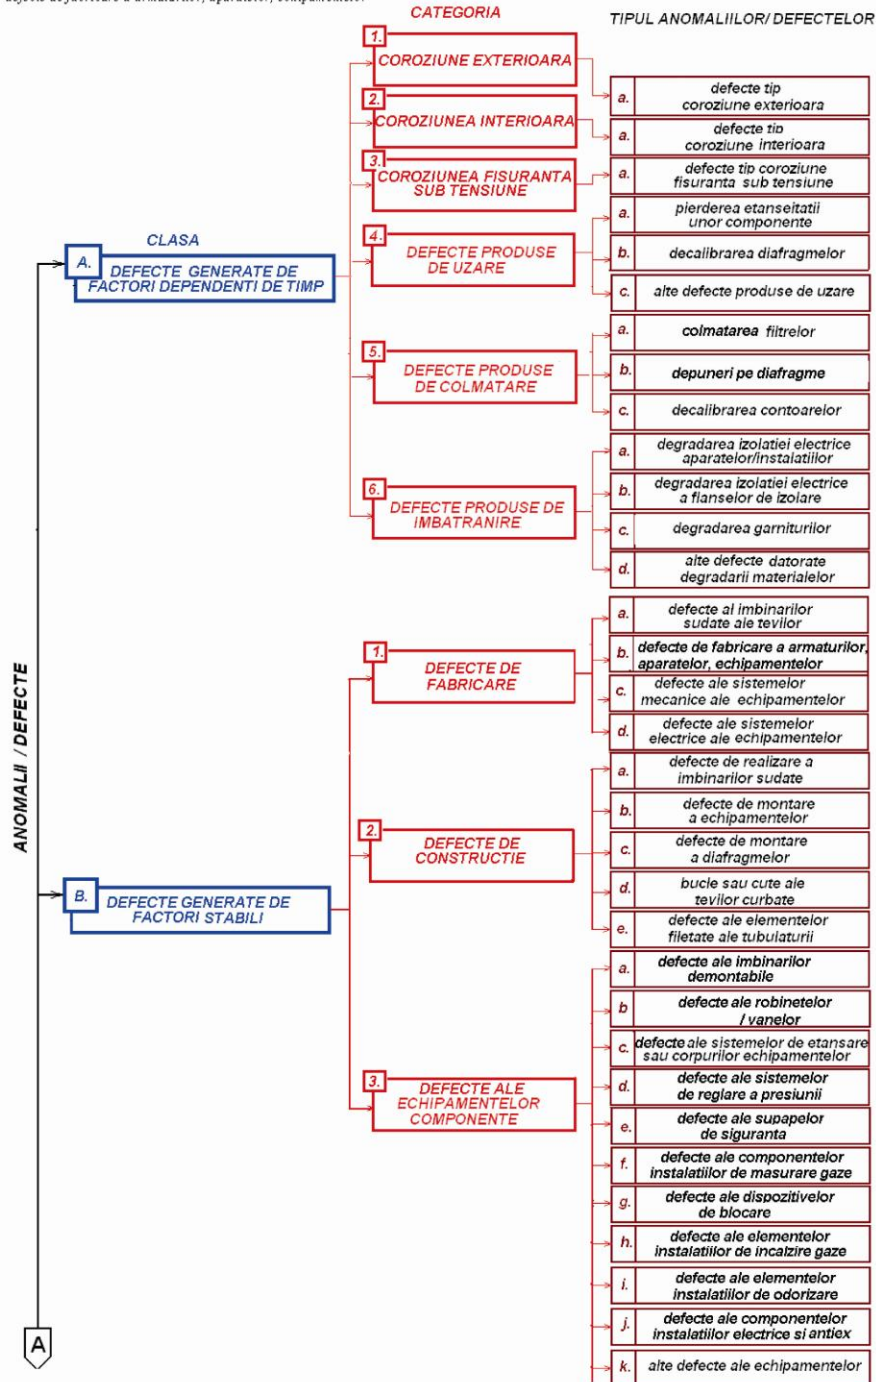 defecte de fabricare a armaturilor, aparatelor, echipamentelor
CATEGORIA
TIPUL ANOMALIILOR/ DEFECTELOR
1.
COROZIUNE EXTERIOARA
a.
defecte tip
coroziune exterioara
2.
COROZIUNEA INTERIOARA
a.
defecte tip
coroziune interioara
3.
COROZIUNEA FISURANTA
SUB TENSIUNE
a.
defecte tip coroziune
fisuranta sub tensiune
CLASA
A.
DEFECTE GENERATE DE
FACTORI DEPENDENTI DE TIMP
4.
DEFECTE PRODUSE
DE UZARE
a.
pierderea etanseitatii
unor componente
b.
decalibrarea diafragmelor
c.
alte defecte produse de uzare
5.
DEFECTE PRODUSE
DE COLMATARE
a.
colmatarea filtrelor
b.
depuneri pe diafragme
c.
decalibrarea contoarelor
6.
DEFECTE PRODUSE DE
IMBATRANIRE
a.
degradarea izolatiei electrice
aparatelor/instalatiilor
b.
degradarea izolatiei electrice
a flanselor de izolare
c.
degradarea garniturilor
d.
alte defecte datorate
degradarii materialelor
ANOMALII / DEFECTE
B.
DEFECTE GENERATE DE
FACTORI STABILI
1.
DEFECTE DE
FABRICARE
a.
defecte al imbinarilor
sudate ale tevilor
b.
defecte de fabricare a armaturilor,
aparatelor, echipamentelor
c.
defecte ale sistemelor
mecanice ale echipamentelor
d.
defecte ale sistemelor
electrice ale echipamentelor
2.
DEFECTE DE
CONSTRUCTIE
a.
defecte de realizare a
imbinarilor sudate
b.
defecte de montare
a echipamentelor
c.
defecte de montare
a diafragmelor
d.
bucle sau cute ale
tevilor curbate
e.
defecte ale elementelor
filetate ale tubulaturii
3.
DEFECTE ALE
ECHIPAMENTELOR
COMPONENTE
a.
defecte ale imbinarilor
demontabile
b
defecte ale robinetelor
/ vanelor
c.
defecte ale sistemelor de etansare
sau corpurilor echipamentelor
d.
defecte ale sistemelor
de reglare a presiunii
e.
defecte ale supapelor
de siguranta
f.
defecte ale componentelor
instalatiilor de masurare gaze
g.
defecte ale dispozitivelor
de blocare
h.
defecte ale elementelor
instalatiilor de incalzire gaze
i.
defecte ale elementelor
instalatiilor de odorizare
j.
defecte ale componentelor
instalatiilor electrice si antiex
k.
alte defecte ale echipamentelor
A